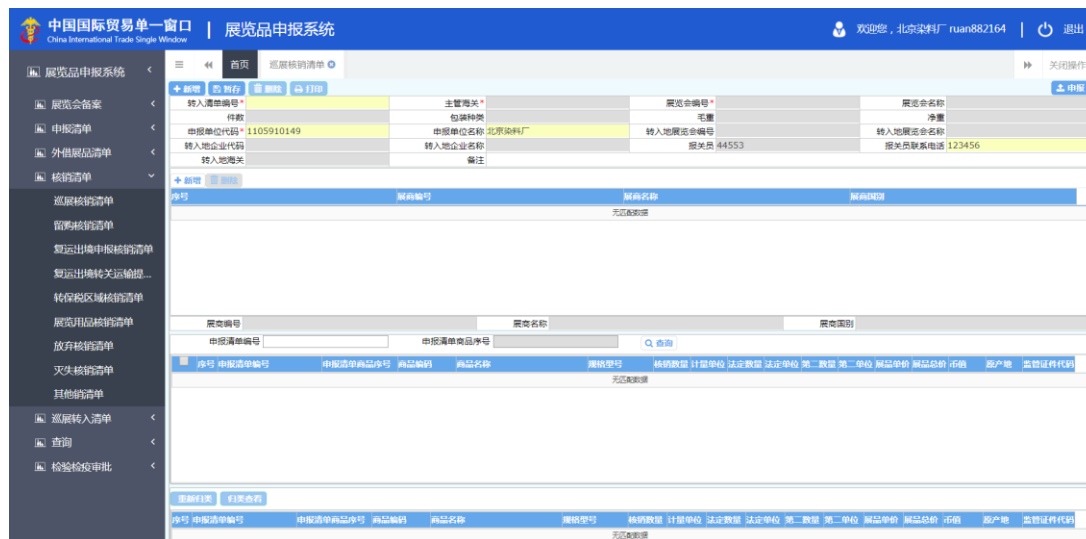 中国国际贸易单一窗口 | 展览品申报系统 欢迎您，北京染料厂 ruan882164 | 退出
China International Trade Single Window
展览品申报系统
首页 巡展核销清单 关闭操作
+新增 暂存 删除 打印 申报
转入清单编号* 主管海关* 展览会编号* 展览会名称
件数 包装种类 毛重 净重
申报单位代码* 1105910149 申报单位名称 北京染料厂 转入地展览会编号 转入地展览会名称
转入地企业代码 转入地企业名称 报关员 44553 报关员联系电话 123456
转入地海关 备注
+新增 删除
序号 展商编号 展商名称 展商国别
无匹配数据
展商编号 展商名称 展商国别
申报清单编号 申报清单商品序号 查询
序号 申报清单编号 申报清单商品序号 商品编码 商品名称 规格型号 核销数量 计量单位 法定数量 法定单位 第二数量 第二单位 展品单价 展品总价 币值 原产地 监管证件代码
无匹配数据
重新归类 归类查看
序号 申报清单编号 申报清单商品序号 商品编码 商品名称 规格型号 核销数量 计量单位 法定数量 法定单位 第二数量 第二单位 展品单价 展品总价 币值 原产地 监管证件代码
无匹配数据
展览会备案
申报清单
外借展品清单
核销清单
巡展核销清单
留购核销清单
复运出境申报核销清单
复运出境转关运输提...
转保税区域核销清单
展览用品核销清单
放弃核销清单
灭失核销清单
其他销清单
巡展转入清单
查询
检验检疫审批